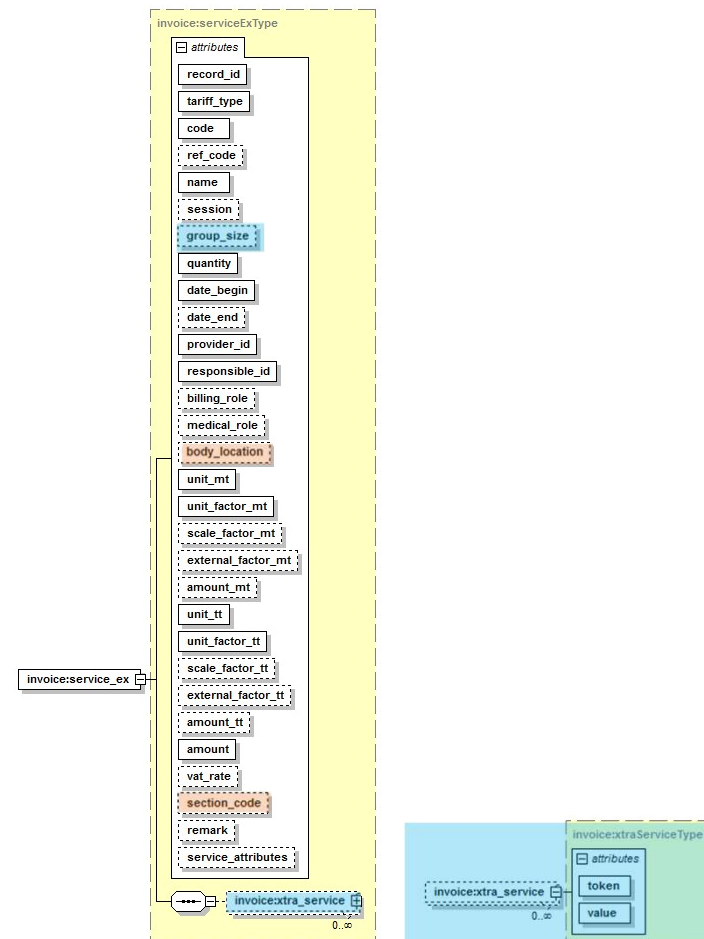 invoice:serviceExType
attributes
record_id
tariff_type
code
ref_code
name
session
group_size
quantity
date_begin
date_end
provider_id
responsible_id
billing_role
medical_role
body_location
unit_mt
unit_factor_mt
scale_factor_mt
external_factor_mt
amount_mt
unit_tt
unit_factor_tt
scale_factor_tt
invoice:service_ex
external_factor_tt
amount_tt
amount
vat_rate
section_code
remark
service_attributes
invoice:xtra_service
0..∞
invoice:xtraServiceType
attributes
invoice:xtra_service
0..∞
token
value